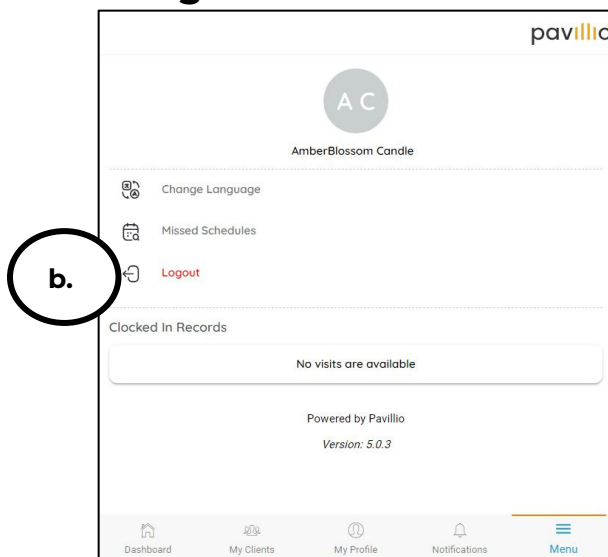 pavillio
A C
AmberBlossom Candle
Change Language
Missed Schedules
b.
Logout
Clocked In Records
No visits are available
Powered by Pavillio
Version: 5.0.3
Dashboard
My Clients
My Profile
Notifications
Menu